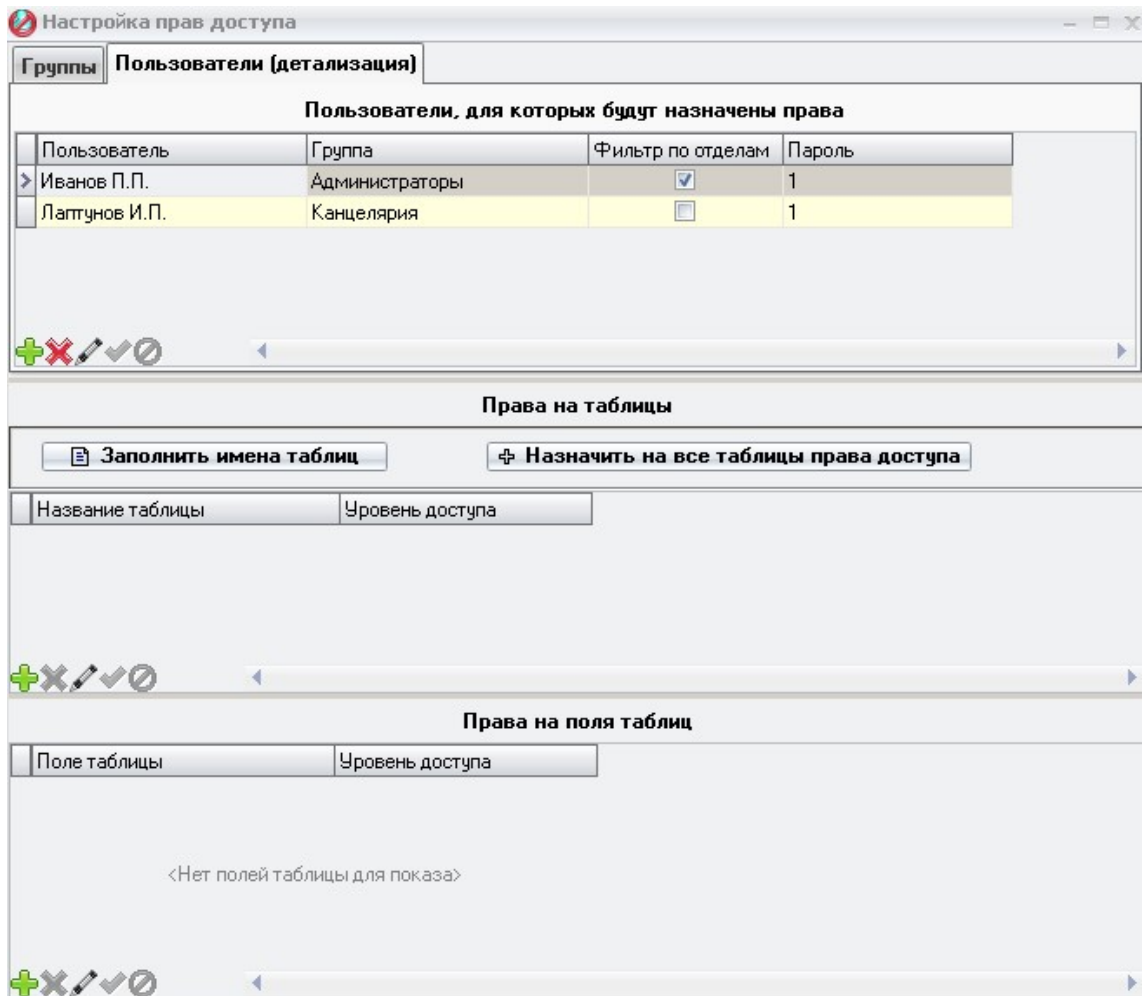 Настройка прав доступа
Группы Пользователи (детализация)
Пользователи, для которых будут назначены права
Пользователь Группа Фильтр по отделам Пароль
Иванов П.П. Администраторы 1
Лаптунов И.П. Канцелярия 1
Права на таблицы
Заполнить имена таблиц Назначить на все таблицы права доступа
Название таблицы Уровень доступа
Права на поля таблиц
Поле таблицы Уровень доступа
<Нет полей таблицы для показа>